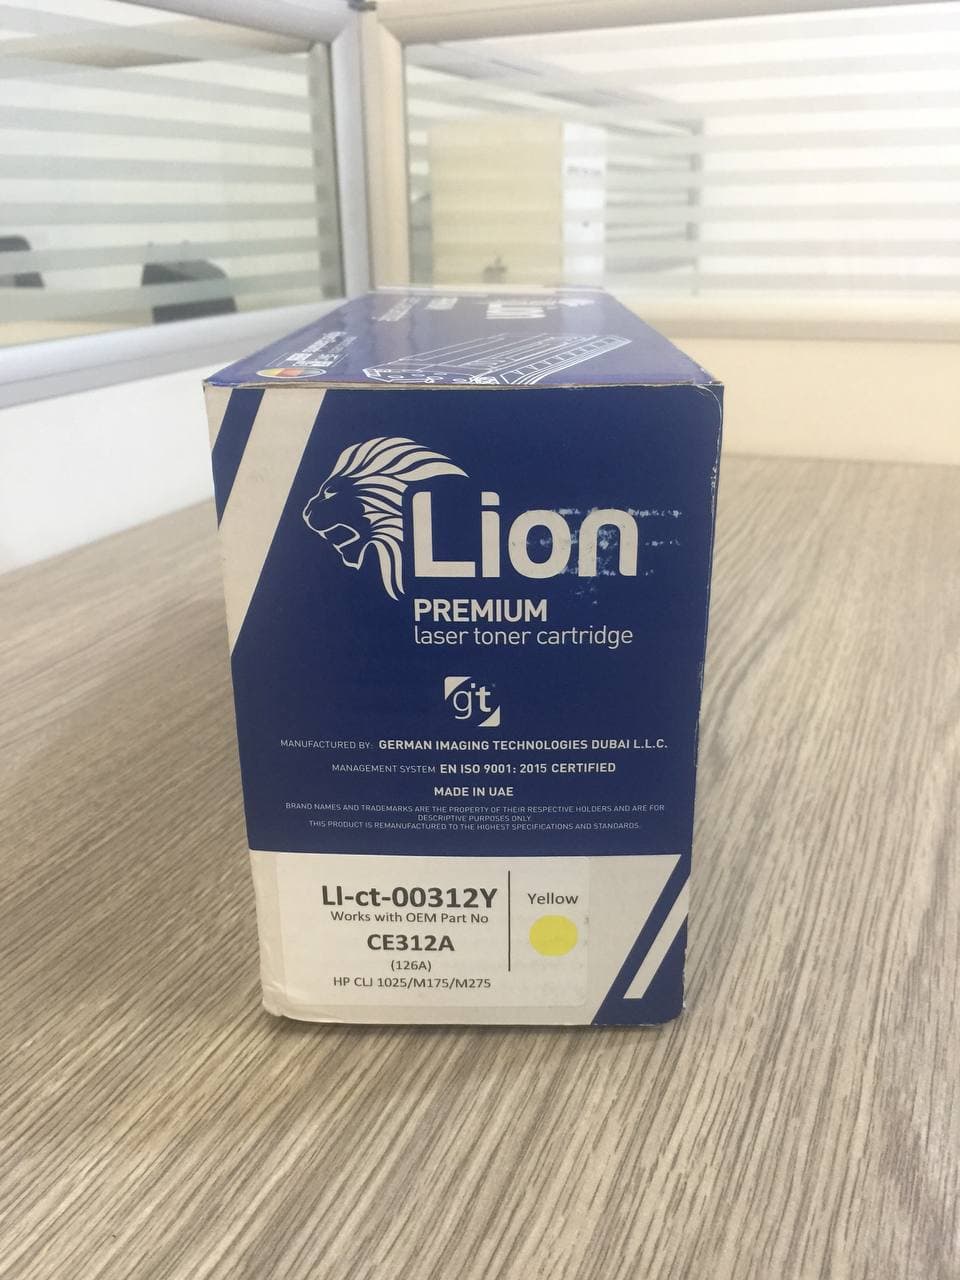 Lion
PREMIUM
laser toner cartridge
git
MANUFACTURED BY: GERMAN IMAGING TECHNOLOGIES DUBAI L.L.C.
MANAGEMENT SYSTEM EN ISO 9001: 2015 CERTIFIED
MADE IN UAE
BRAND NAMES AND TRADEMARKS ARE THE PROPERTY OF THEIR RESPECTIVE HOLDERS AND ARE FOR
DESCRIPTIVE PURPOSES ONLY
THIS PRODUCT IS REMANUFACTURED TO THE HIGHEST SPECIFICATIONS AND STANDARDS.
LI-ct-00312Y
Yellow
Works with OEM Part No
CE312A
(126A)
HP CLJ 1025/M175/M275